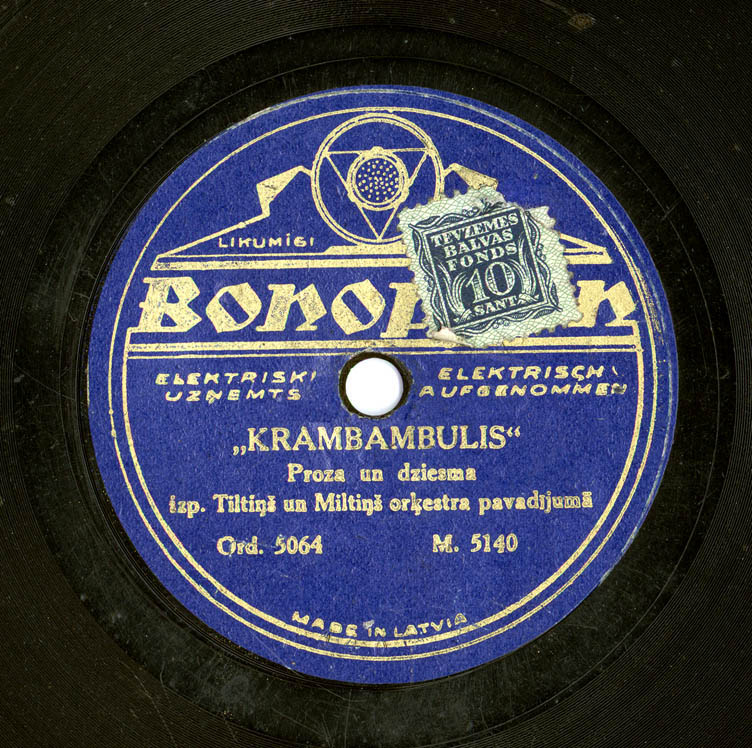 LIKUMĪGI
TĒVZEMES
BALVAS
FONDS
10
SANT.
ELEKTRISKI
UZŅEMTS
ELEKTRISCH
AUFGENOMMEN
„KRAMBAMBULIS“
Proza un dziesma
izp. Tiltiņš un Miltiņš orķestra pavadījumā
Ord. 5064 M. 5140
MADE IN LATVIA